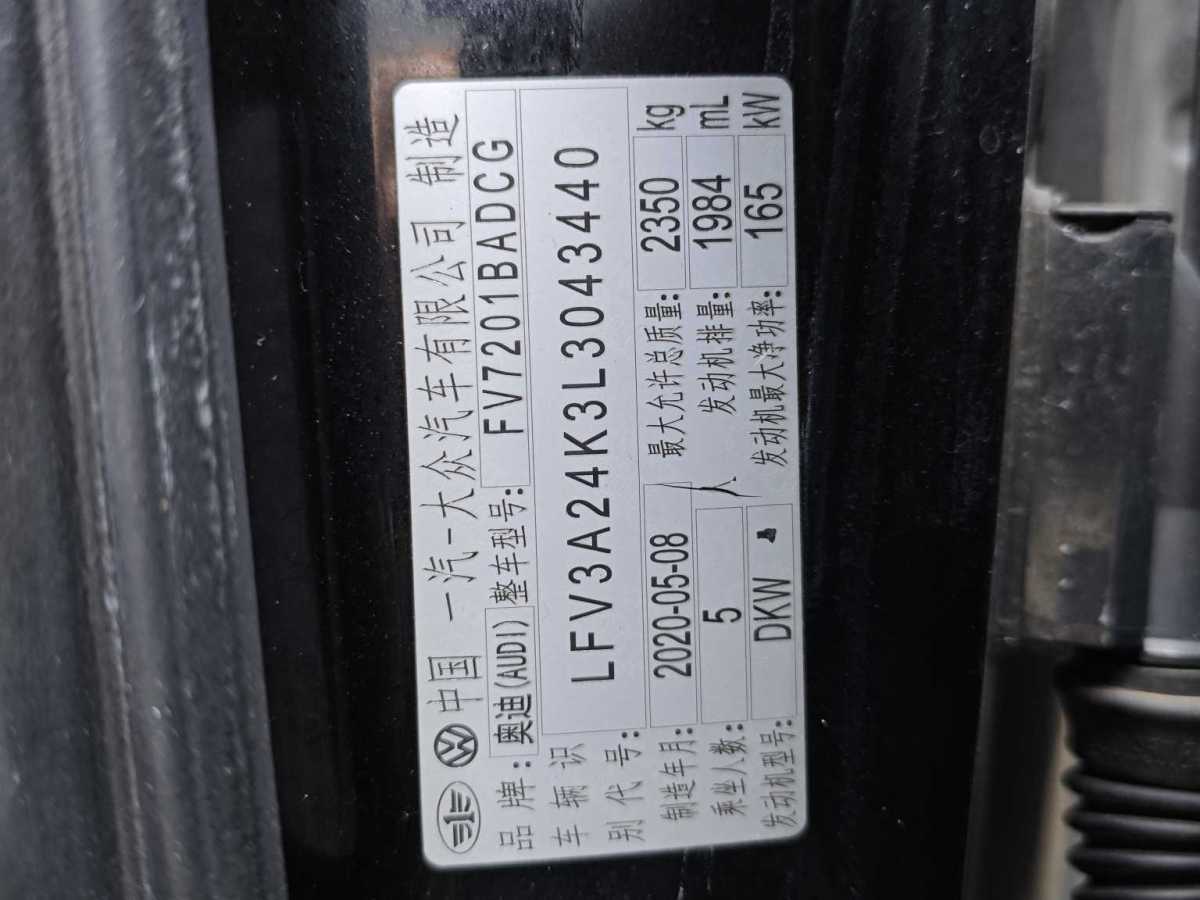 中国 一汽-大众汽车有限公司 制造
品牌: 奥迪(AUDI) 整车型号: FV7201BADCG
车辆识别代号: LFV3A24K3L3043440
制造年月: 2020-05-08 最大允许总质量: 2350 kg
乘坐人数: 5 人 发动机排量: 1984 mL
发动机型号: DKW 发动机最大净功率: 165 kW